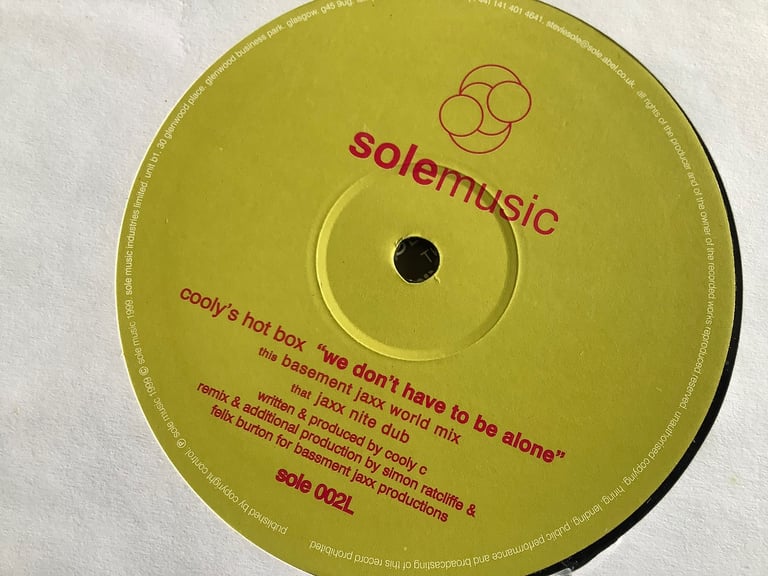 solemusic
cooly's hot box "we don't have to be alone"
this basement jaxx world mix
that jaxx nite dub
written & produced by cooly c
remix & additional production by simon ratcliffe &
felix burton for bassment jaxx productions
sole 002L
published by copyright control. ℗ sole music 1999 © sole music 1999. sole music industries limited. unit b1. 30 glenwood place. glenwood business park. glasgow. g45 9ug.
141 401 4641. steviesole@sole-abel.co.uk. all rights of the producer and of the owner of the recorded works reproduced reserved. unauthorised copying. hiring. lending. public performance and broadcasting of this record prohibited